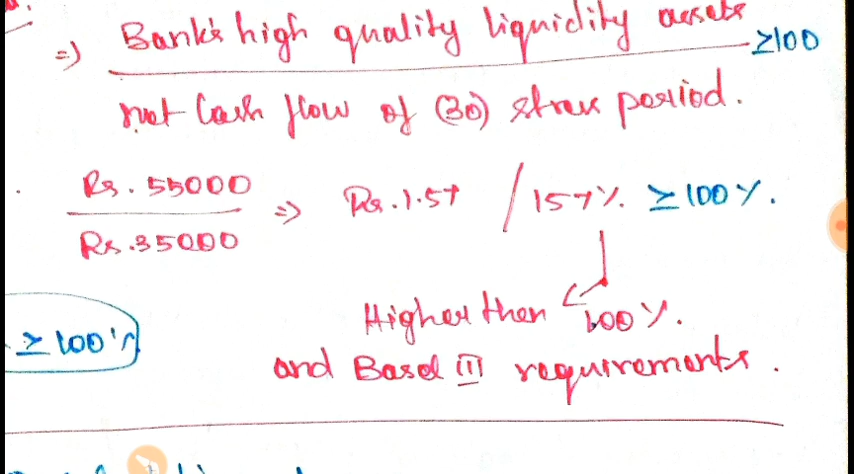 =) Bank's high quality liquidity assets ≥100
net Cash flow of (30) stress period.
Rs. 55000 => Rs. 1.57 / 157% ≥100%.
Rs. 35000
Higher then 100%.
≥ 100%
and Basel III requirements.